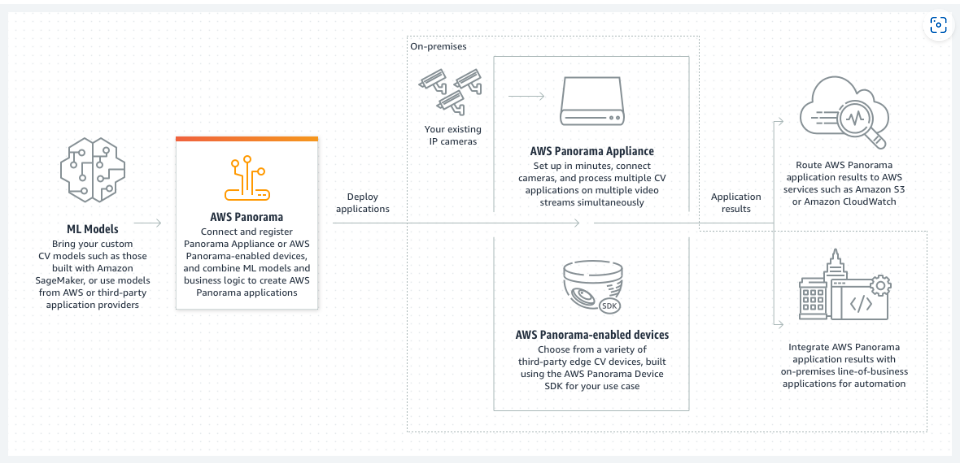 On-premises
Your existing
IP cameras
AWS Panorama Appliance
Set up in minutes, connect
cameras, and process multiple CV
applications on multiple video
streams simultaneously
ML Models
Bring your custom
CV models such as those
built with Amazon
SageMaker, or use models
from AWS or third-party
application providers
AWS Panorama
Connect and register
Panorama Appliance or AWS
Panorama-enabled devices,
and combine ML models and
business logic to create AWS
Panorama applications
Deploy
applications
Application
results
Route AWS Panorama
application results to AWS
services such as Amazon S3
or Amazon CloudWatch
SDK
AWS Panorama-enabled devices
Choose from a variety of
third-party edge CV devices, built
using the AWS Panorama Device
SDK for your use case
</>
Integrate AWS Panorama
application results with
on-premises line-of-business
applications for automation